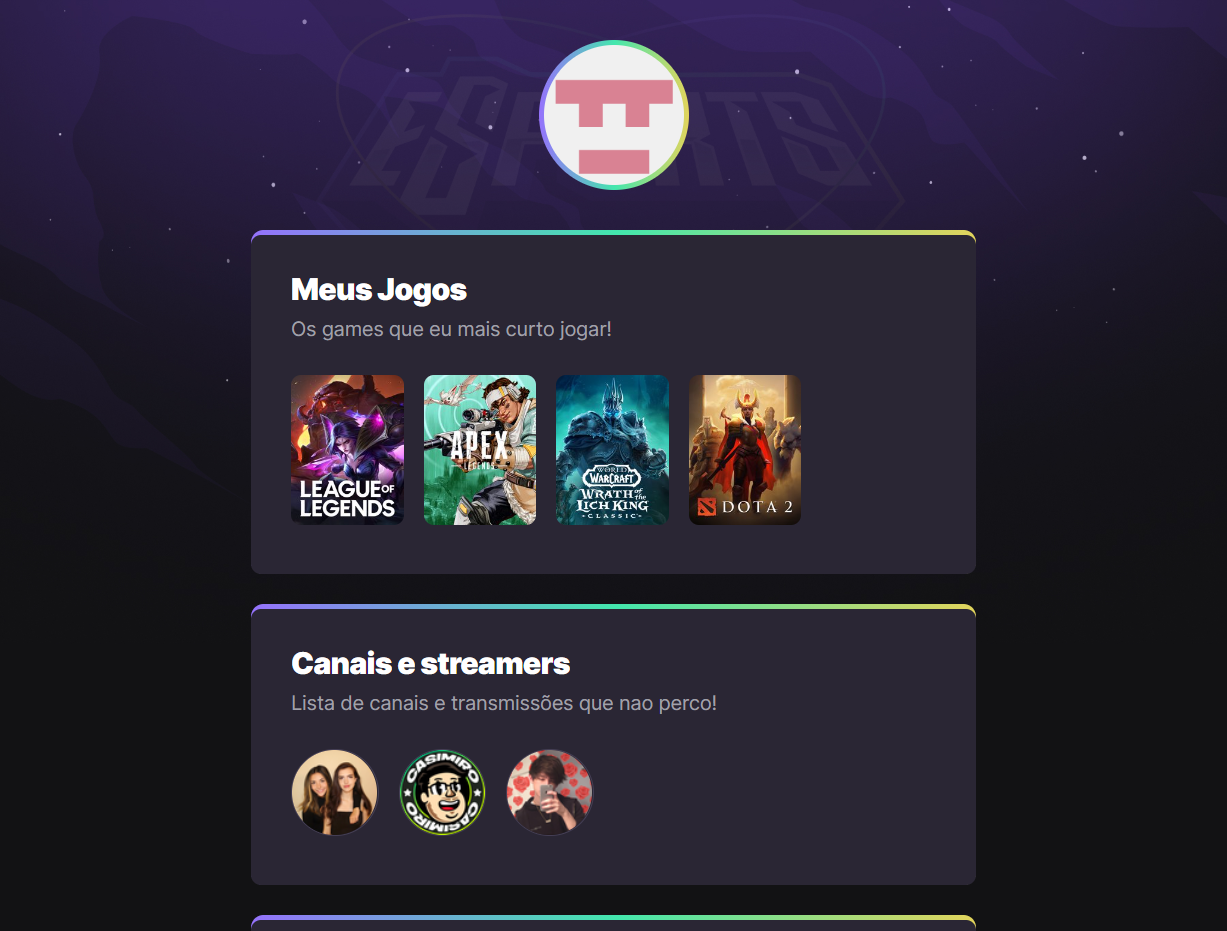 ESPORTS
Meus Jogos
Os games que eu mais curto jogar!
LEAGUE OF
LEGENDS
APEX
LEGENDS
WORLD
WARCRAFT
WRATH of the
LICH KING
CLASSIC
DOTA 2
Canais e streamers
Lista de canais e transmissões que nao perco!
CASIMIRO
CASIMIRO